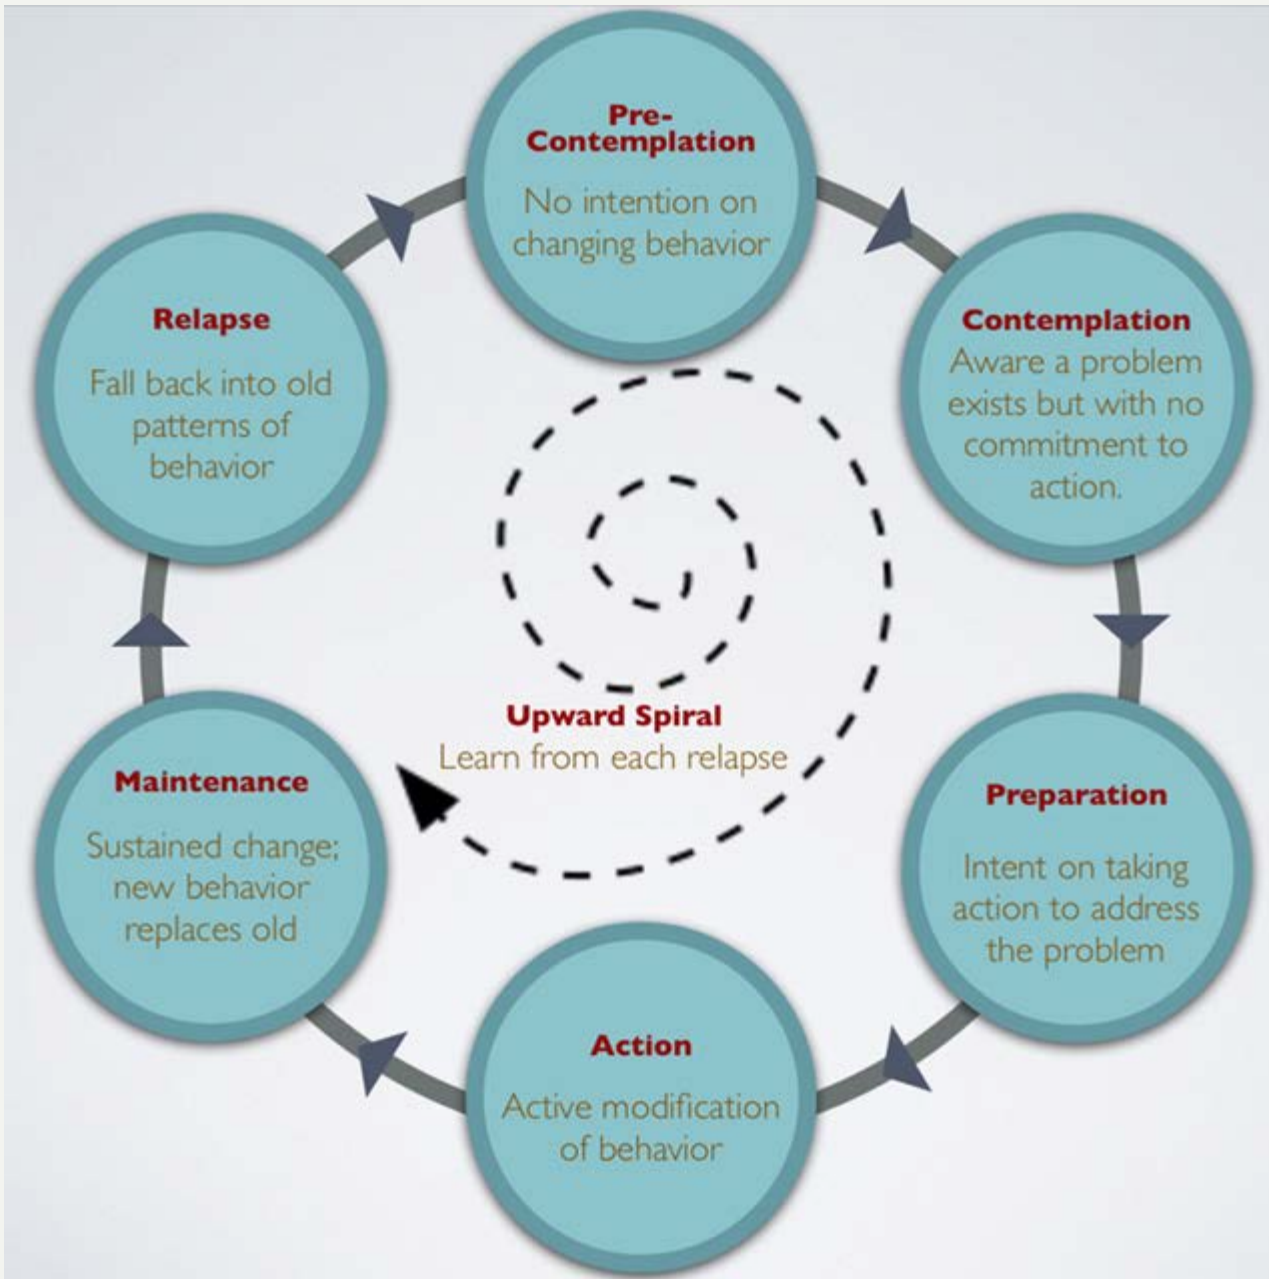 Pre-
Contemplation
No intention on
changing behavior
Contemplation
Aware a problem
exists but with no
commitment to
action.
Preparation
Intent on taking
action to address
the problem
Action
Active modification
of behavior
Maintenance
Sustained change;
new behavior
replaces old
Relapse
Fall back into old
patterns of
behavior
Upward Spiral
Learn from each relapse